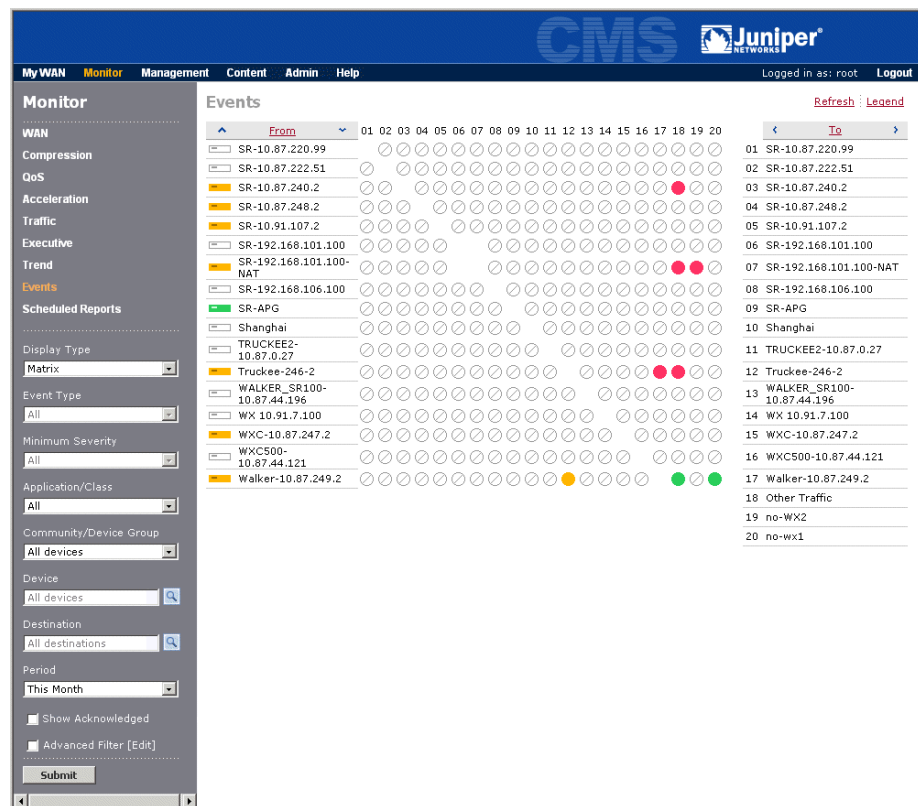 CMS
Juniper®
NETWORKS
My WAN Monitor Management Content Admin Help
Logged in as: root Logout
Monitor
WAN
Compression
QoS
Acceleration
Traffic
Executive
Trend
Events
Scheduled Reports
Display Type
Matrix
Event Type
All
Minimum Severity
All
Application/Class
All
Community/Device Group
All devices
Device
All devices
Destination
All destinations
Period
This Month
Show Acknowledged
Advanced Filter [Edit]
Submit
Events
Refresh Legend
From 01 02 03 04 05 06 07 08 09 10 11 12 13 14 15 16 17 18 19 20
SR-10.87.220.99
SR-10.87.222.51
SR-10.87.240.2
SR-10.87.248.2
SR-10.91.107.2
SR-192.168.101.100
SR-192.168.101.100-
NAT
SR-192.168.106.100
SR-APG
Shanghai
TRUCKEE2-
10.87.0.27
Truckee-246-2
WALKER_SR100-
10.87.44.196
WX 10.91.7.100
WXC-10.87.247.2
WXC500-
10.87.44.121
Walker-10.87.249.2
To
01 SR-10.87.220.99
02 SR-10.87.222.51
03 SR-10.87.240.2
04 SR-10.87.248.2
05 SR-10.91.107.2
06 SR-192.168.101.100
07 SR-192.168.101.100-NAT
08 SR-192.168.106.100
09 SR-APG
10 Shanghai
11 TRUCKEE2-10.87.0.27
12 Truckee-246-2
13 WALKER_SR100-
10.87.44.196
14 WX 10.91.7.100
15 WXC-10.87.247.2
16 WXC500-10.87.44.121
17 Walker-10.87.249.2
18 Other Traffic
19 no-WX2
20 no-wx1